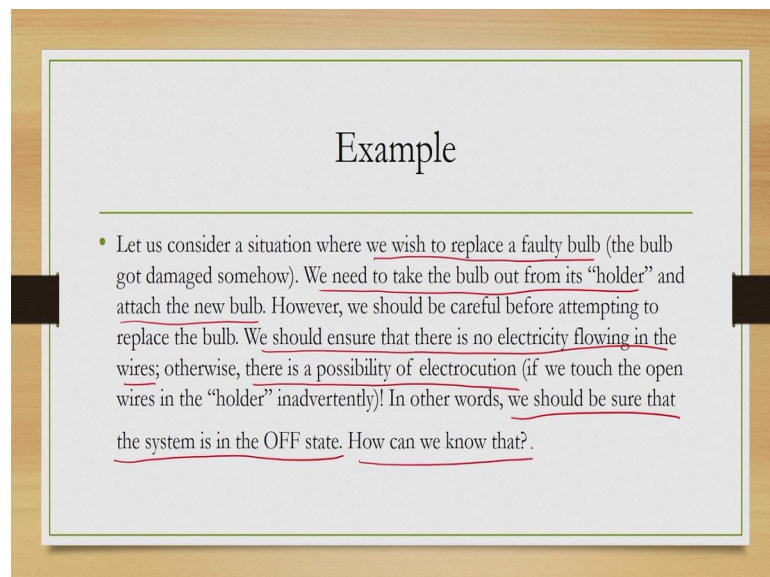 Example
• Let us consider a situation where we wish to replace a faulty bulb (the bulb
got damaged somehow). We need to take the bulb out from its “holder” and
attach the new bulb. However, we should be careful before attempting to
replace the bulb. We should ensure that there is no electricity flowing in the
wires; otherwise, there is a possibility of electrocution (if we touch the open
wires in the “holder” inadvertently)! In other words, we should be sure that
the system is in the OFF state. How can we know that?